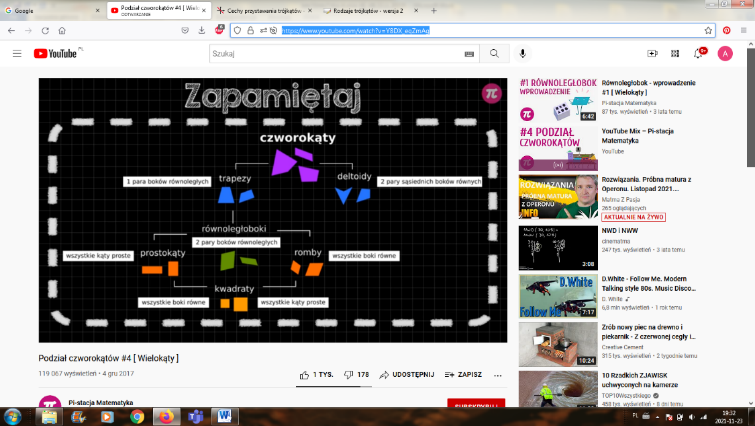 Google
Podział czworokątów #4 [ Wielok
ODTWARZANIE
Cechy przystawania trójkątów -
Rodzaje trójkątów - wersja 2
https://www.youtube.com/watch?v=Y8DX_eoZmAg
YouTube PL
Szukaj
9+
A
Zapamiętaj
π
czworokąty
trapezy
deltoidy
1 para boków równoległych
2 pary sąsiednich boków równych
równoległoboki
2 pary boków równoległych
prostokąty
romby
wszystkie kąty proste
wszystkie boki równe
kwadraty
wszystkie boki równe
wszystkie kąty proste
Podział czworokątów #4 [ Wielokąty ]
119 067 wyświetleń • 4 gru 2017
1 TYS.
178
UDOSTĘPNIJ
ZAPISZ
Pi-stacja Matematyka
SUBSKRYBUJ
#1 RÓWNOLEGŁOBOK
WPROWADZENIE
6:42
Równoległobok - wprowadzenie
#1 [ Wielokąty ]
Pi-stacja Matematyka
87 tys. wyświetleń • 3 lata temu
#4 PODZIAŁ
CZWOROKĄTÓW
YouTube Mix – Pi-stacja
Matematyka
YouTube
ROZWIĄZANIA
PRÓBNA MATURA
Z OPERONU
INFO
Rozwiązania. Próbna matura z
Operonu. Listopad 2021...
Matma Z Pasją
265 oglądających
AKTUALNIE NA ŻYWO
3:08
NWD i NWW
cinematmo
247 tys. wyświetleń • 3 lata temu
D.White
Follow Me
7:17
D.White - Follow Me. Modern
Talking style 80s. Music Disco...
D. White
6,8 mln wyświetleń • 1 rok temu
10:24
Zrób nowy piec na drewno i
piekarnik - Z czerwonej cegły i...
Creative Cement
315 tys. wyświetleń • 2 tygodnie temu
10 Rzadkich ZJAWISK
uchwyconych na kamerze
TOP10Wszystkiego
458 tys. wyświetleń • 8 dni temu
PL
19:32
2021-11-23